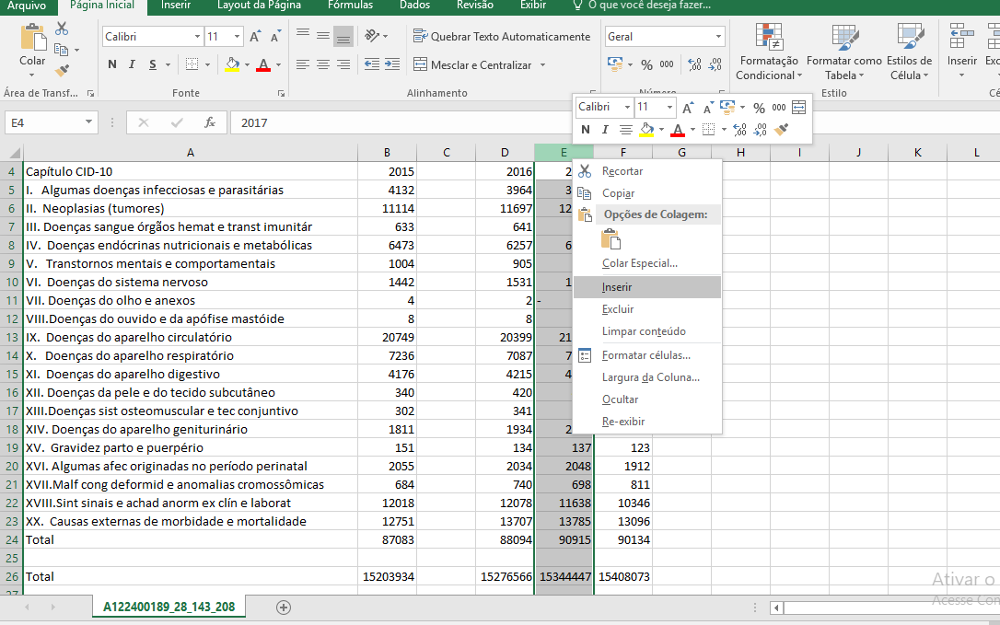 Arquivo Página Inicial Inserir Layout da Página Fórmulas Dados Revisão Exibir O que você deseja fazer...
Colar
Calibri 11
N I S
Quebrar Texto Automaticamente
Mesclar e Centralizar
Geral
% 000
Formatação Condicional
Formatar como Tabela
Estilos de Célula
Inserir
Área de Transf... Fonte Alinhamento Número Estilo
Calibri 11 % 000
N I
E4 fx 2017
A B C D E F G H I J K L
4 Capítulo CID-10 2015 2016
5 I. Algumas doenças infecciosas e parasitárias 4132 3964
6 II. Neoplasias (tumores) 11114 11697
7 III. Doenças sangue órgãos hemat e transt imunitár 633 641
8 IV. Doenças endócrinas nutricionais e metabólicas 6473 6257
9 V. Transtornos mentais e comportamentais 1004 905
10 VI. Doenças do sistema nervoso 1442 1531
11 VII. Doenças do olho e anexos 4 2 -
12 VIII.Doenças do ouvido e da apófise mastóide 8 8
13 IX. Doenças do aparelho circulatório 20749 20399
14 X. Doenças do aparelho respiratório 7236 7087
15 XI. Doenças do aparelho digestivo 4176 4215
16 XII. Doenças da pele e do tecido subcutâneo 340 420
17 XIII.Doenças sist osteomuscular e tec conjuntivo 302 341
18 XIV. Doenças do aparelho geniturinário 1811 1934
19 XV. Gravidez parto e puerpério 151 134 137 123
20 XVI. Algumas afec originadas no período perinatal 2055 2034 2048 1912
21 XVII.Malf cong deformid e anomalias cromossômicas 684 740 698 811
22 XVIII.Sint sinais e achad anorm ex clín e laborat 12018 12078 11638 10346
23 XX. Causas externas de morbidade e mortalidade 12751 13707 13785 13096
24 Total 87083 88094 90915 90134
25
26 Total 15203934 15276566 15344447 15408073
27
Recortar
Copiar
Opções de Colagem:
Colar Especial...
Inserir
Excluir
Limpar conteúdo
Formatar células...
Largura da Coluna...
Ocultar
Re-exibir
Ativar o
Acesse Con
A122400189_28_143_208